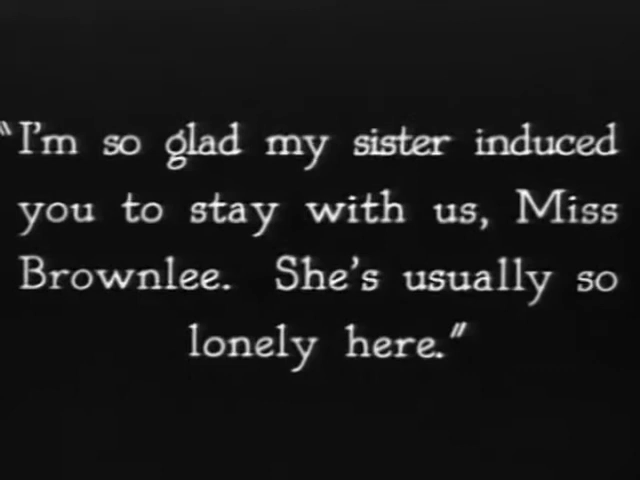 "I'm so glad my sister induced
you to stay with us, Miss
Brownlee. She's usually so
lonely here."